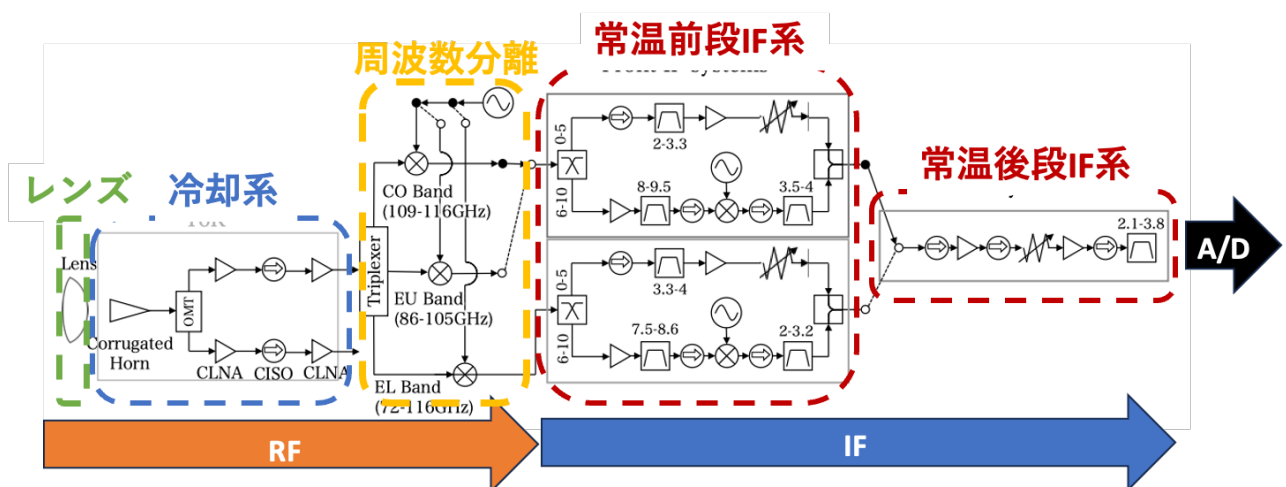 周波数分離
常温前段IF系
常温後段IF系
レンズ
冷却系
Lens
Corrugated
Horn
OMT
CLNA
CISO
CLNA
Triplexer
CO Band
(109-116GHz)
EU Band
(86-105GHz)
EL Band
(72-116GHz)
0-5
6-10
2-3.3
8-9.5
3.5-4
0-5
6-10
3.3-4
7.5-8.6
2-3.2
2.1-3.8
A/D
RF
IF